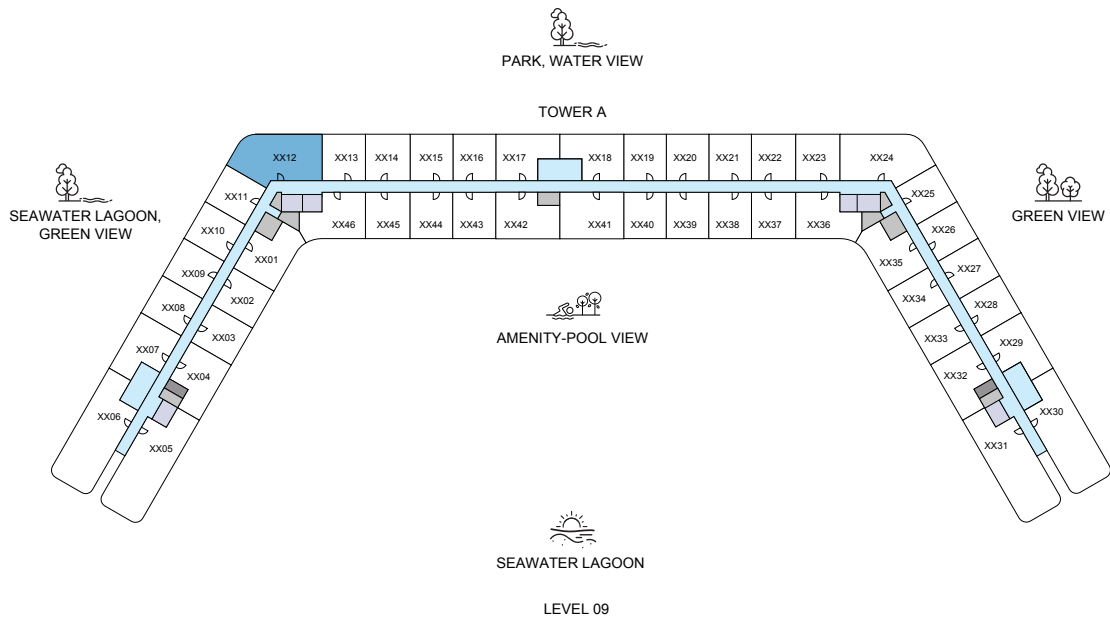 PARK, WATER VIEW
TOWER A
SEAWATER LAGOON,
GREEN VIEW
GREEN VIEW
XX12
XX13
XX14
XX15
XX16
XX17
XX18
XX19
XX20
XX21
XX22
XX23
XX24
XX11
XX25
XX10
XX46
XX45
XX44
XX43
XX42
XX41
XX40
XX39
XX38
XX37
XX36
XX26
XX09
XX01
XX35
XX27
XX08
XX02
XX34
XX28
XX07
XX03
XX33
XX29
XX04
XX32
XX06
XX05
XX31
XX30
AMENITY-POOL VIEW
SEAWATER LAGOON
LEVEL 09